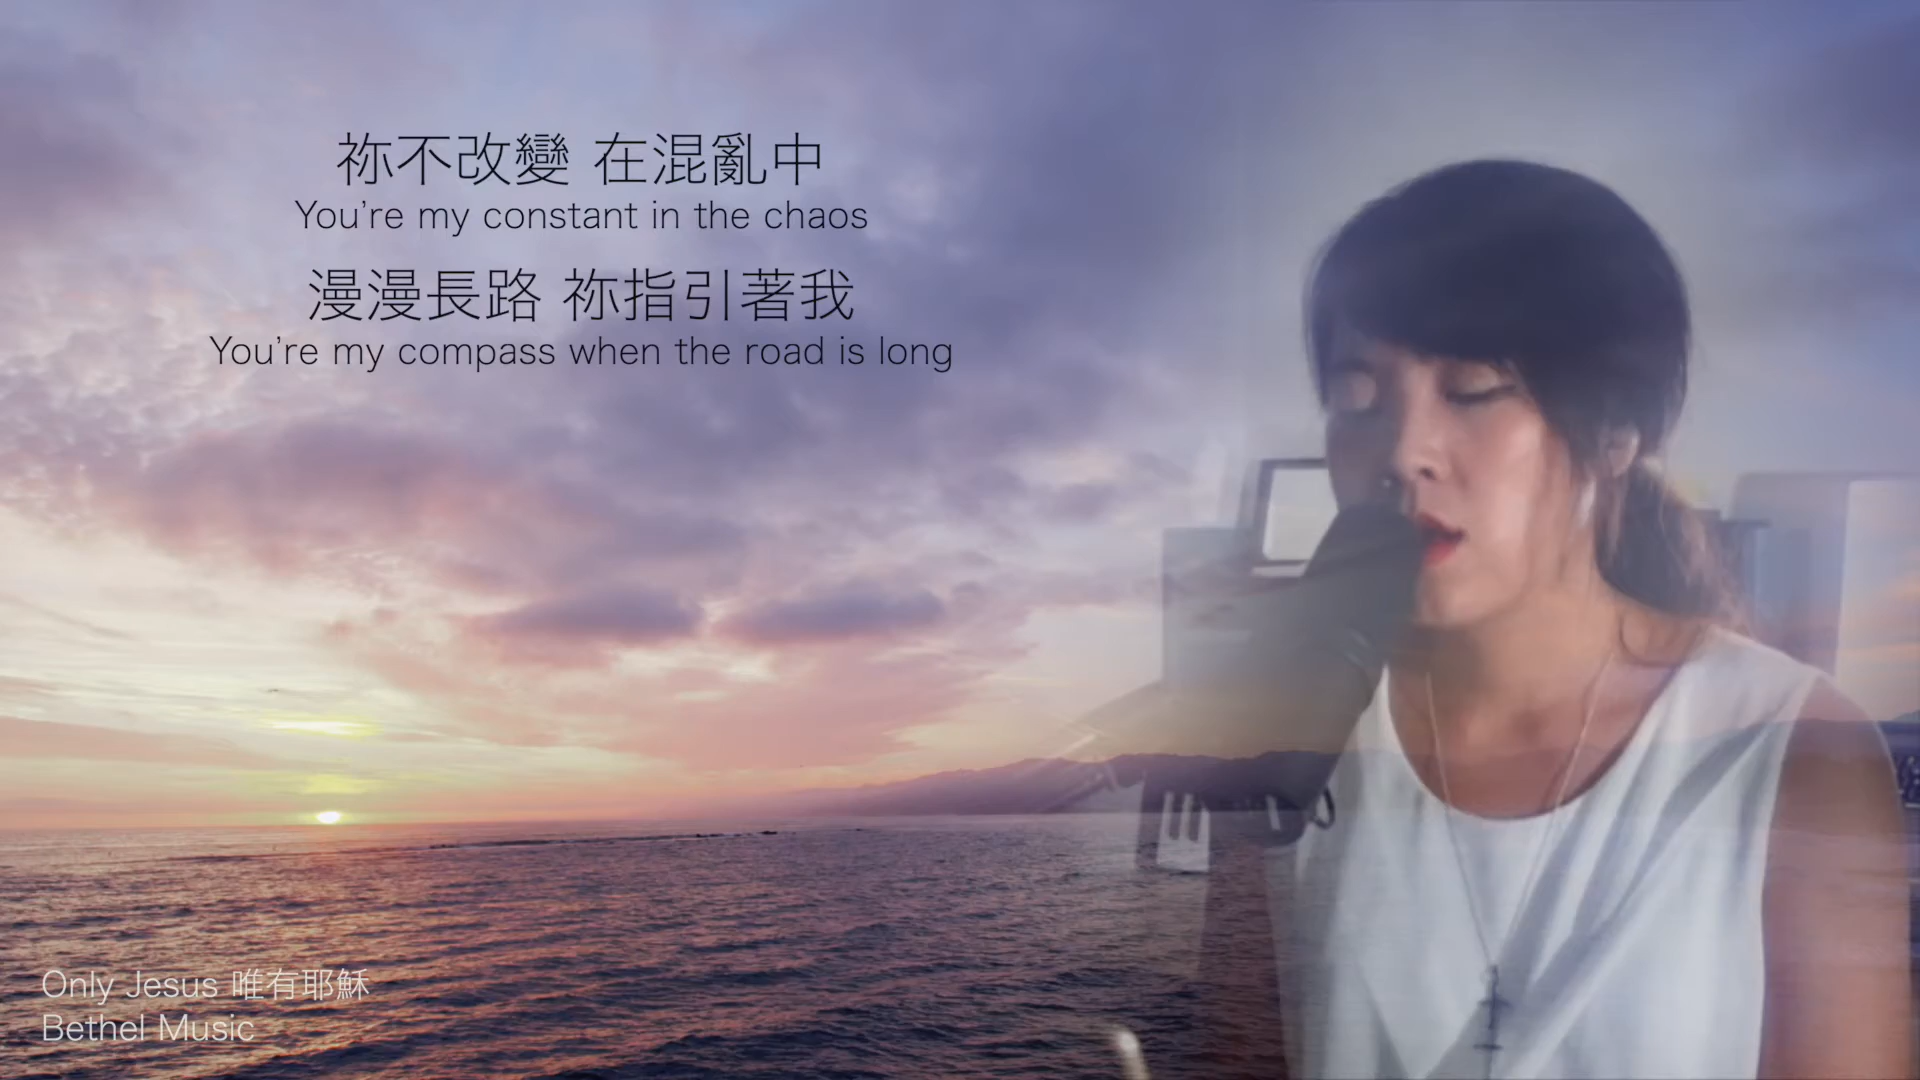 祢不改變 在混亂中
You're my constant in the chaos
漫漫長路 祢指引著我
You're my compass when the road is long
Only Jesus 唯有耶穌
Bethel Music